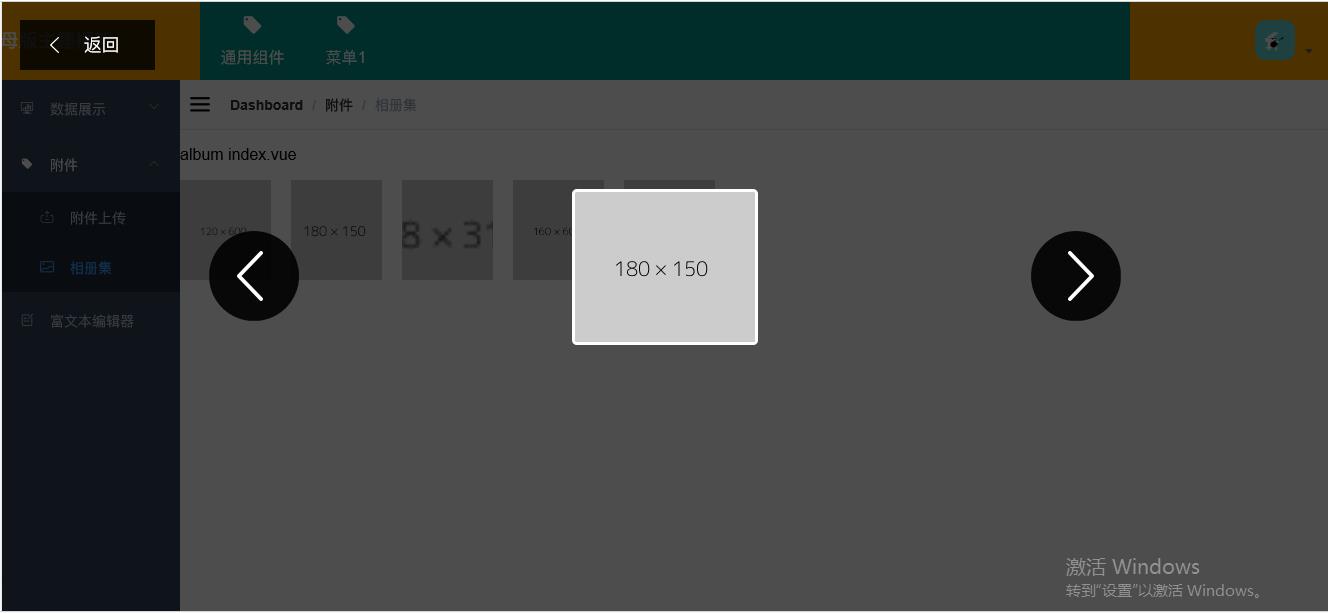 返回
通用组件
菜单1
数据展示
附件
附件上传
相册集
富文本编辑器
Dashboard / 附件 / 相册集
album index.vue
120 × 600
180 × 150
8 × 31
160 × 60
180 × 150
激活 Windows
转到“设置”以激活 Windows。